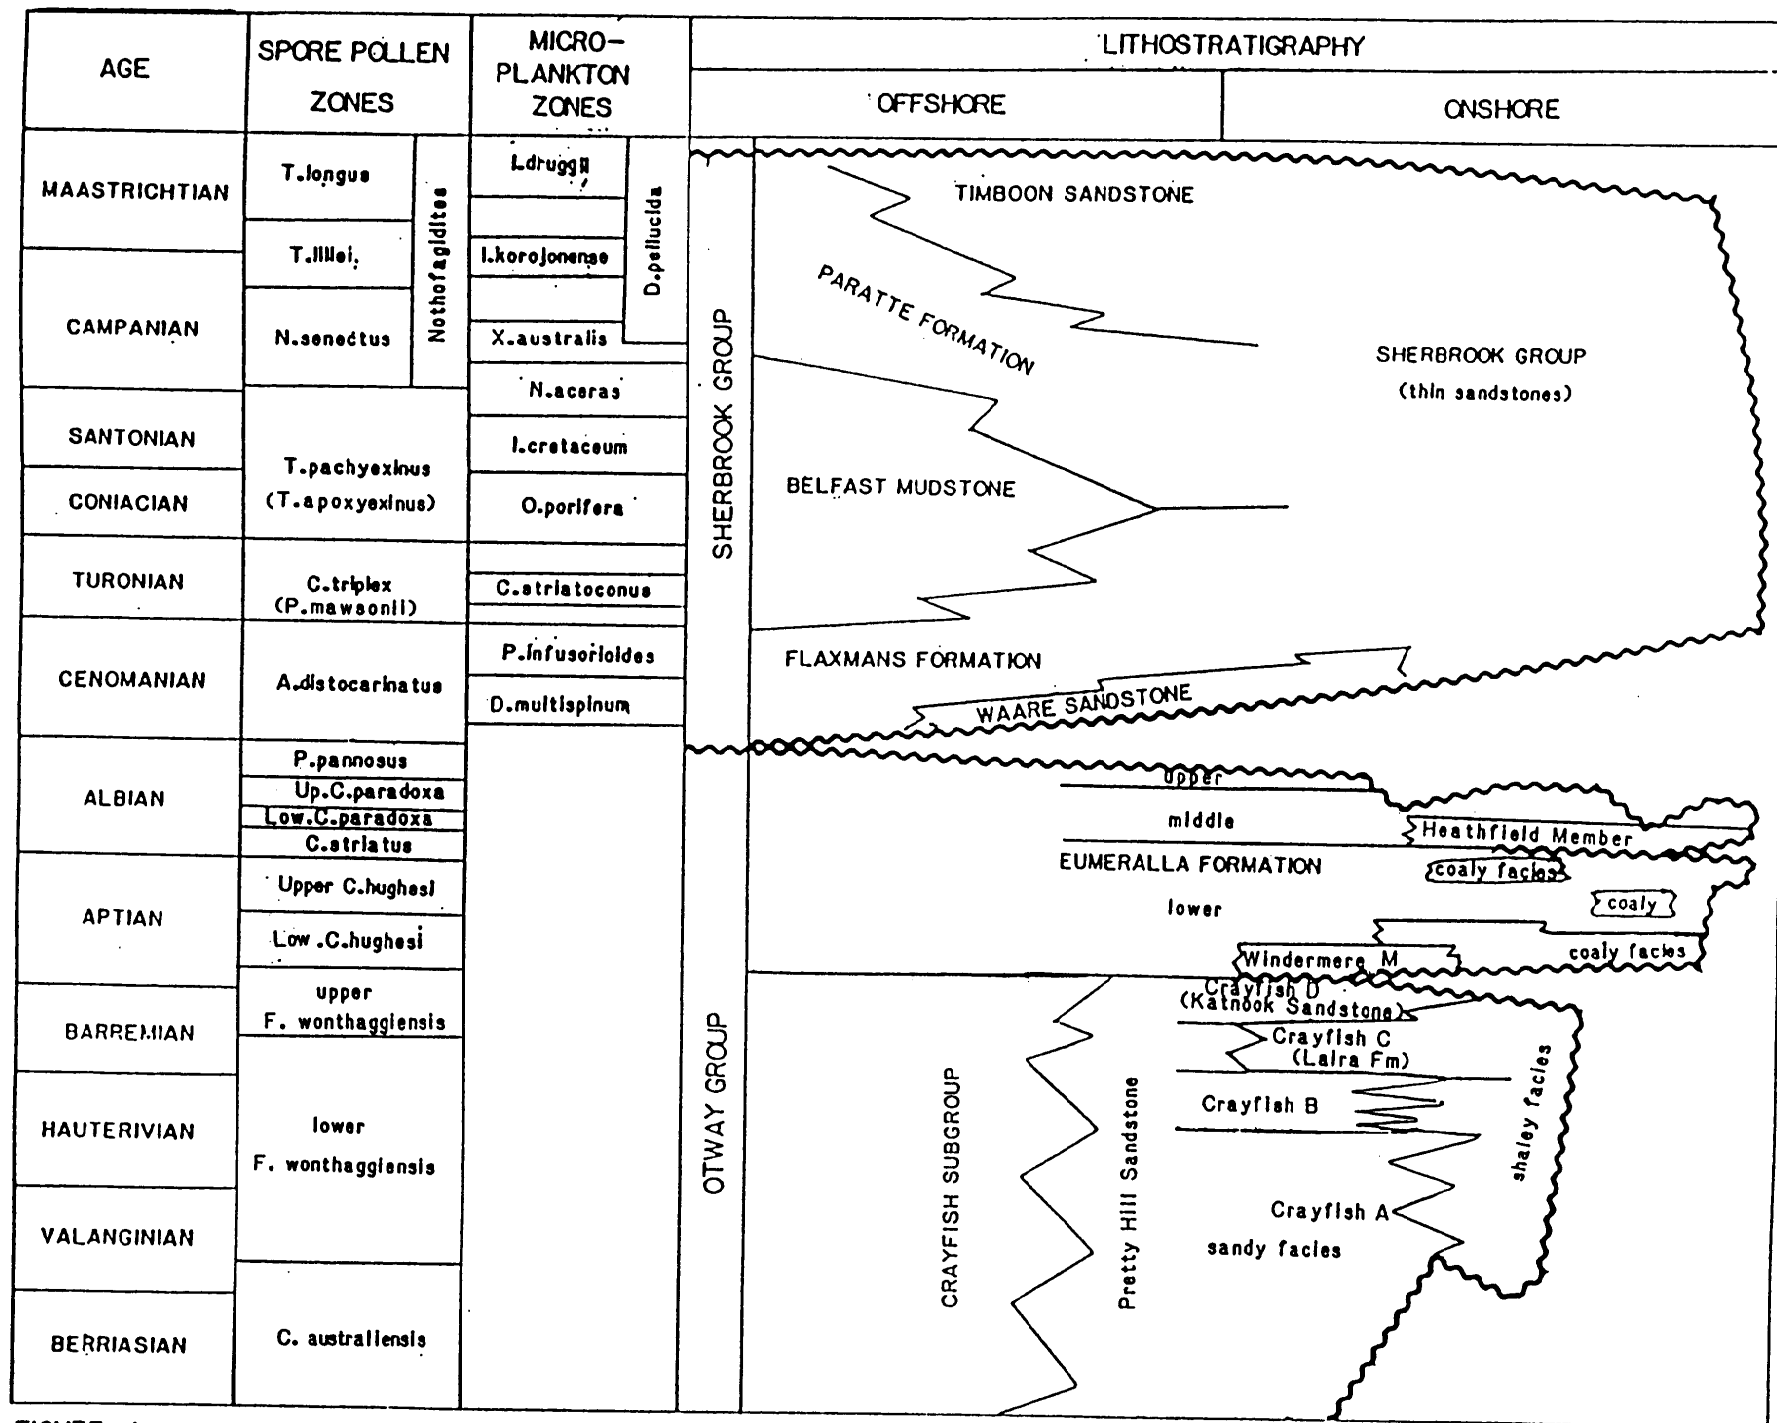 AGE
SPORE POLLEN
ZONES
MICRO-
PLANKTON
ZONES
LITHOSTRATIGRAPHY
OFFSHORE
ONSHORE
MAASTRICHTIAN
CAMPANIAN
SANTONIAN
CONIACIAN
TURONIAN
CENOMANIAN
ALBIAN
APTIAN
BARREMIAN
HAUTERIVIAN
VALANGINIAN
BERRIASIAN
T.longus
T.lillei
N.senectus
Nothofagidites
T.pachyexinus
(T.apoxyexinus)
C.triplex
(P.mawsonii)
A.distocarinatus
P.pannosus
Up.C.paradoxa
Low.C.paradoxa
C.striatus
Upper C.hughesi
Low.C.hughesi
upper
F. wonthaggiensis
lower
F. wonthaggiensis
C. australiensis
I.druggii
I.korojonense
X.australis
D.pellucida
N.aceras
I.cretaceum
O.porifera
C.striatoconus
P.infusorioides
D.multispinum
SHERBROOK GROUP
OTWAY GROUP
TIMBOON SANDSTONE
PARATTE FORMATION
SHERBROOK GROUP
(thin sandstones)
BELFAST MUDSTONE
FLAXMANS FORMATION
WAARE SANDSTONE
upper
middle
Heathfield Member
EUMERALLA FORMATION
coaly facies
lower
coaly
Windermere M
coaly facies
Crayfish D
(Katnook Sandstone)
Crayfish C
(Laira Fm)
Crayfish B
Crayfish A
sandy facies
shaley facies
CRAYFISH SUBGROUP
Pretty Hill Sandstone